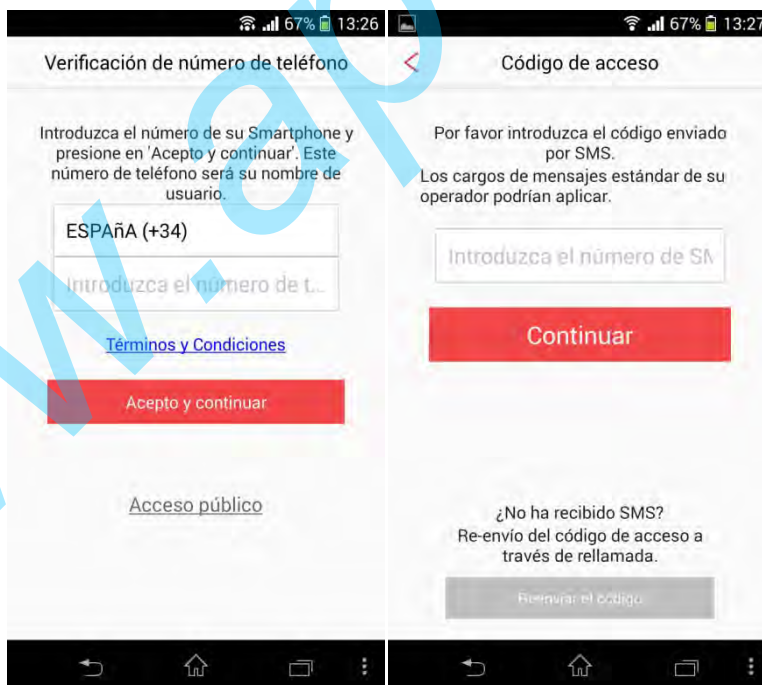 67% 13:26
Verificación de número de teléfono
Introduzca el número de su Smartphone y
presione en 'Acepto y continuar'. Este
número de teléfono será su nombre de
usuario.
ESPAñA (+34)
Introduzca el número de t...
Términos y Condiciones
Acepto y continuar
Acceso público
67% 13:27
Código de acceso
Por favor introduzca el código enviado
por SMS.
Los cargos de mensajes estándar de su
operador podrían aplicar.
Introduzca el número de SM
Continuar
¿No ha recibido SMS?
Re-envío del código de acceso a
través de rellamada.
Reenviar el código
w.ap